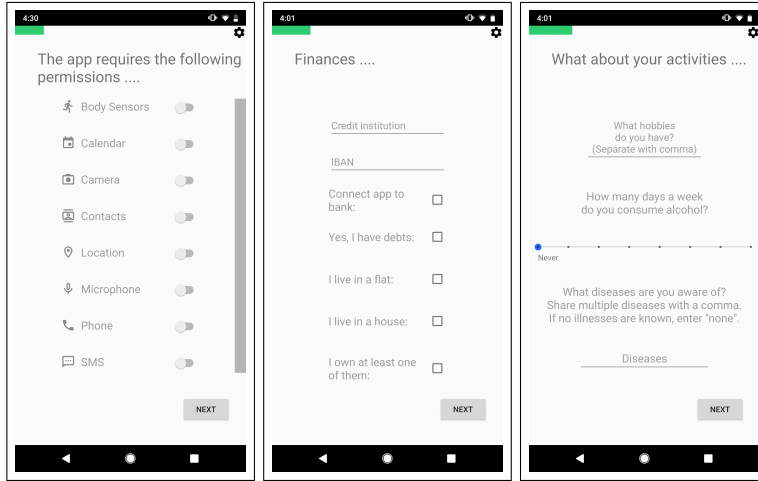 4:30
The app requires the following
permissions ....
Body Sensors
Calendar
Camera
Contacts
Location
Microphone
Phone
SMS
NEXT
4:01
Finances ....
Credit institution
IBAN
Connect app to
bank:
Yes, I have debts:
I live in a flat:
I live in a house:
I own at least one
of them:
NEXT
4:01
What about your activities ....
What hobbies
do you have?
(Separate with comma)
How many days a week
do you consume alcohol?
Never
What diseases are you aware of?
Share multiple diseases with a comma.
If no illnesses are known, enter "none".
Diseases
NEXT